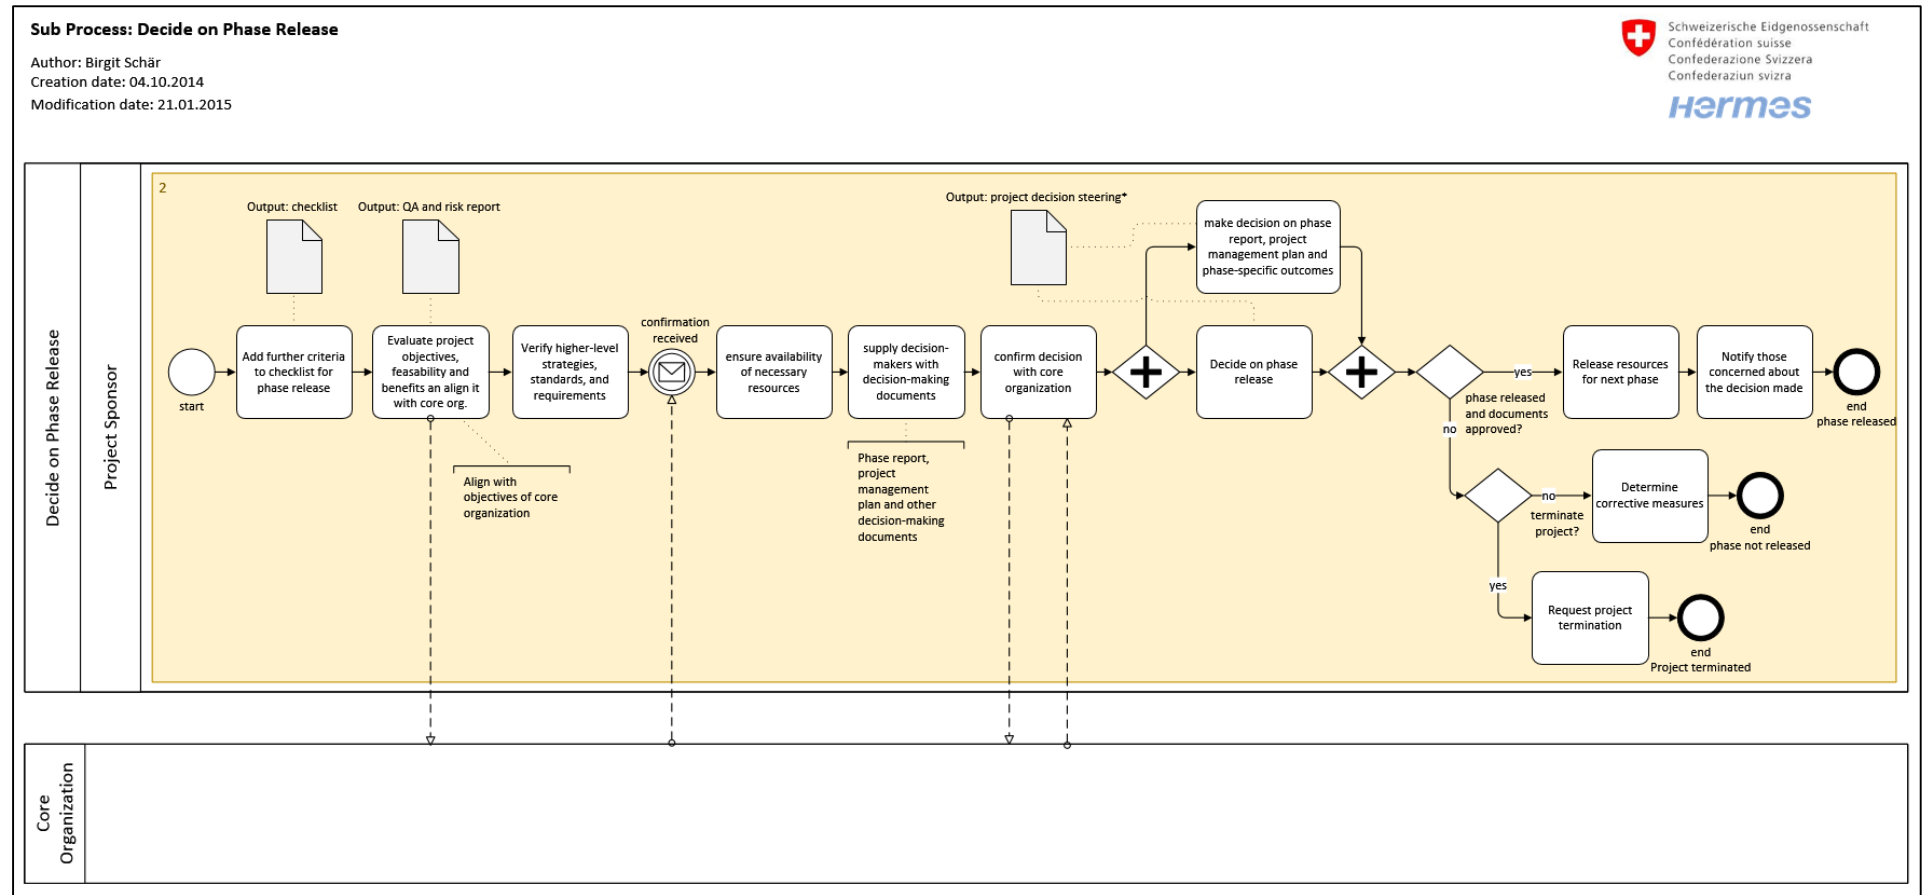 Sub Process: Decide on Phase Release
Author: Birgit Schär
Creation date: 04.10.2014
Modification date: 21.01.2015
Schweizerische Eidgenossenschaft
Confédération suisse
Confederazione Svizzera
Confederaziun svizra
Hermes
Decide on Phase Release
Project Sponsor
2
Output: checklist
Output: QA and risk report
Output: project decision steering*
make decision on phase
report, project
management plan and
phase-specific outcomes
start
Add further criteria
to checklist for
phase release
Evaluate project
objectives,
feasability and
benefits an align it
with core org.
Verify higher-level
strategies,
standards, and
requirements
confirmation
received
ensure availability
of necessary
resources
supply decision-
makers with
decision-making
documents
confirm decision
with core
organization
Decide on phase
release
yes
phase released
and documents
approved?
no
Release resources
for next phase
Notify those
concerned about
the decision made
end
phase released
Align with
objectives of core
organization
Phase report,
project
management
plan and other
decision-making
documents
no
terminate
project?
Determine
corrective measures
end
phase not released
yes
Request project
termination
end
Project terminated
Core
Organization